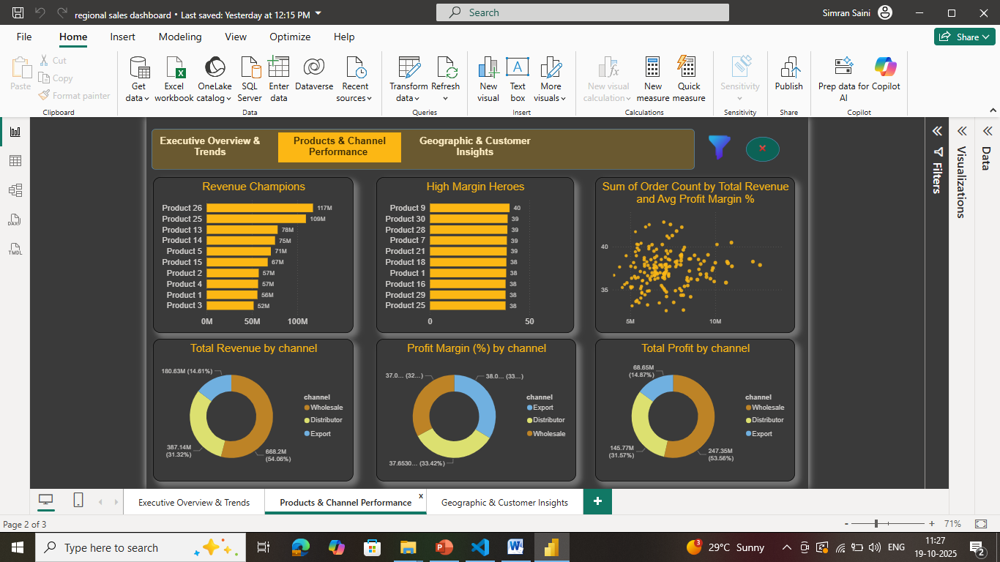 regional sales dashboard • Last saved: Yesterday at 12:15 PM
Search
Simran Saini
File Home Insert Modeling View Optimize Help
Share
Paste
Cut
Copy
Format painter
Clipboard
Get data
Excel workbook
OneLake catalog
SQL Server
Enter data
Dataverse
Recent sources
Data
Transform data
Refresh
Queries
New visual
Text box
More visuals
Insert
New visual calculation
New measure
Quick measure
Calculations
Sensitivity
Sensitivity
Publish
Share
Prep data for AI
Copilot
Copilot
DAX
TMDL
Executive Overview &
Trends
Products & Channel
Performance
Geographic & Customer
Insights
Filters
Visualizations
Data
Revenue Champions
Product 26 117M
Product 25 109M
Product 13 78M
Product 14 75M
Product 5 71M
Product 15 67M
Product 2 57M
Product 4 57M
Product 1 56M
Product 3 52M
0M 50M 100M
High Margin Heroes
Product 9 40
Product 30 39
Product 28 39
Product 7 39
Product 21 39
Product 18 38
Product 1 38
Product 16 38
Product 29 38
Product 25 38
0 50
Sum of Order Count by Total Revenue
and Avg Profit Margin %
40
35
5M 10M
Total Revenue by channel
180.63M (14.61%)
387.14M
(31.32%)
668.2M
(54.06%)
channel
Wholesale
Distributor
Export
Profit Margin (%) by channel
37.0... (32...)
38.0... (33...)
37.6530... (33.42%)
channel
Export
Distributor
Wholesale
Total Profit by channel
68.65M
(14.87%)
145.77M
(31.57%)
247.35M
(53.56%)
channel
Wholesale
Distributor
Export
Executive Overview & Trends
Products & Channel Performance x
Geographic & Customer Insights
+
Page 2 of 3
- + 71%
Type here to search
3
29°C Sunny
ENG
11:27
19-10-2025
2